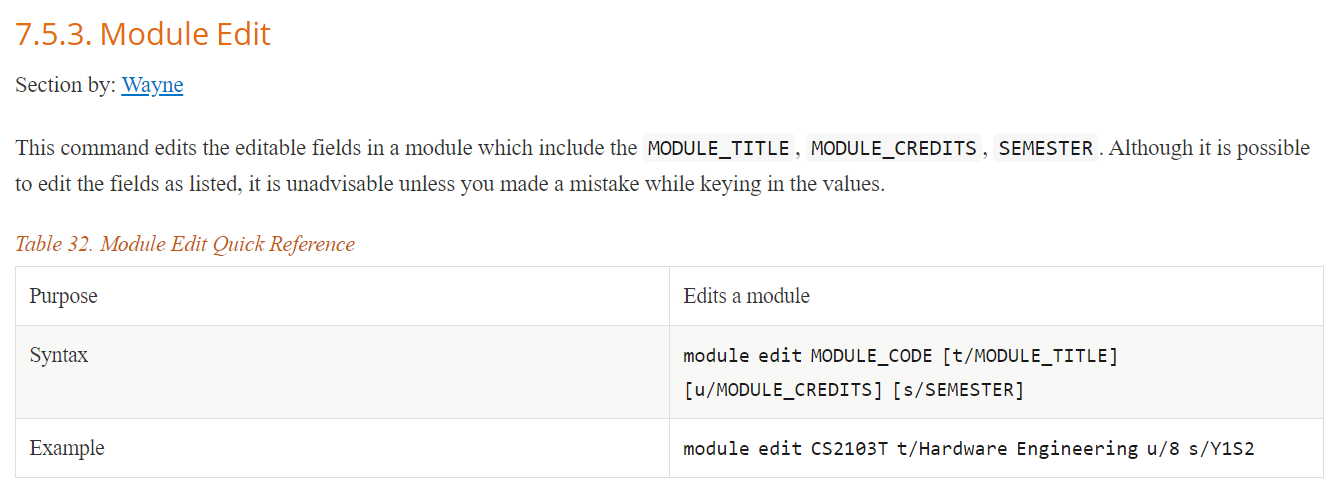 7.5.3. Module Edit
Section by: Wayne
This command edits the editable fields in a module which include the MODULE_TITLE, MODULE_CREDITS, SEMESTER. Although it is possible
to edit the fields as listed, it is unadvisable unless you made a mistake while keying in the values.
Table 32. Module Edit Quick Reference
Purpose
Edits a module
Syntax
module edit MODULE_CODE [t/MODULE_TITLE]
[u/MODULE_CREDITS] [s/SEMESTER]
Example
module edit CS2103T t/Hardware Engineering u/8 s/Y1S2